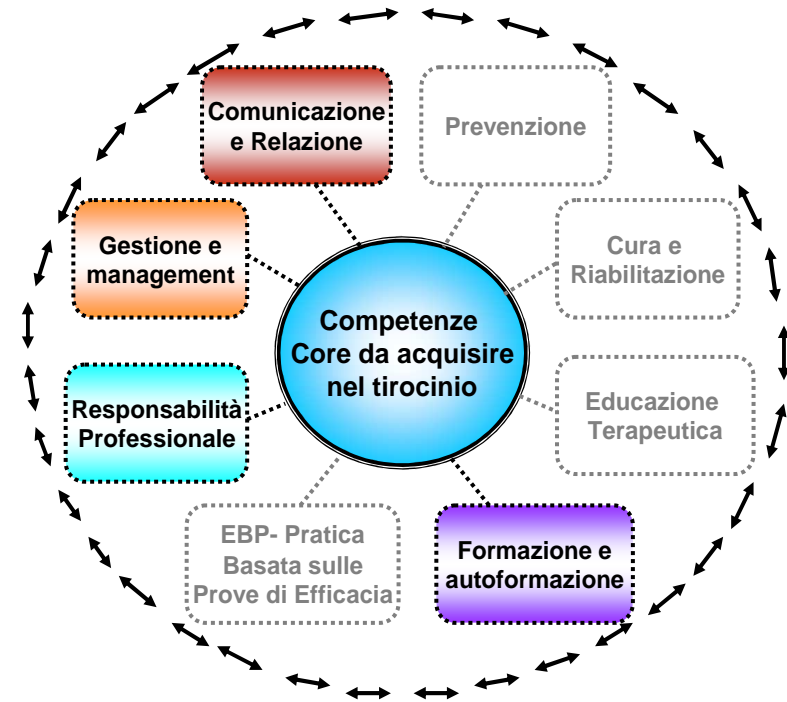 Comunicazione
e Relazione
Prevenzione
Gestione e
management
Cura e
Riabilitazione
Competenze
Core da acquisire
nel tirocinio
Responsabilità
Professionale
Educazione
Terapeutica
EBP- Pratica
Basata sulle
Prove di Efficacia
Formazione e
autoformazione